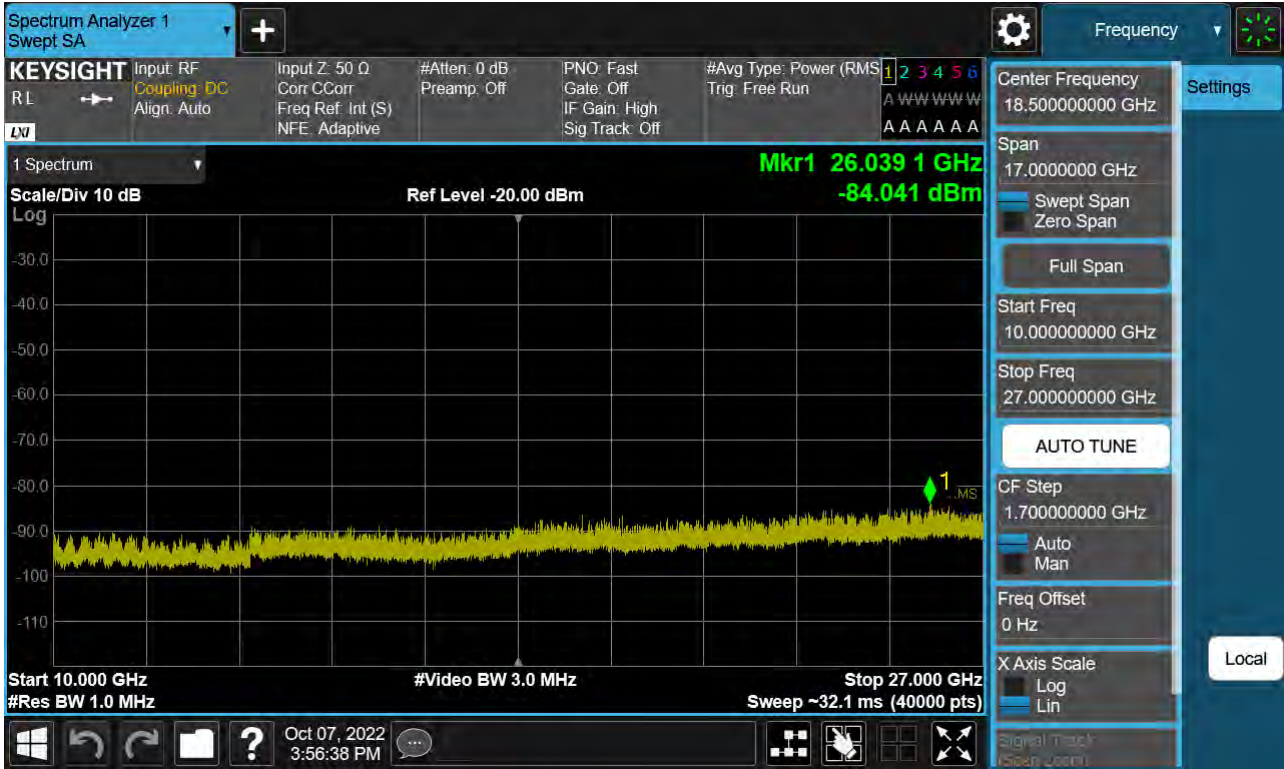 Spectrum Analyzer 1
Swept SA
Frequency
KEYSIGHT
R L
LXI
Input: RF
Coupling: DC
Align: Auto
Input Z: 50 Ω
Corr CCorr
Freq Ref: Int (S)
NFE: Adaptive
#Atten: 0 dB
Preamp: Off
PNO: Fast
Gate: Off
IF Gain: High
Sig Track: Off
#Avg Type: Power (RMS
Trig: Free Run
1 2 3 4 5 6
A W W W W W
A A A A A A
1 Spectrum
Mkr1 26.039 1 GHz
Scale/Div 10 dB
Ref Level -20.00 dBm
-84.041 dBm
Log
-30.0
-40.0
-50.0
-60.0
-70.0
-80.0
-90.0
-100
-110
1
Start 10.000 GHz
#Video BW 3.0 MHz
Stop 27.000 GHz
#Res BW 1.0 MHz
Sweep ~32.1 ms (40000 pts)
Center Frequency
18.500000000 GHz
Settings
Span
17.0000000 GHz
Swept Span
Zero Span
Full Span
Start Freq
10.000000000 GHz
Stop Freq
27.000000000 GHz
AUTO TUNE
CF Step
1.700000000 GHz
Auto
Man
Freq Offset
0 Hz
X Axis Scale
Log
Lin
Local
Signal Track
(Span Zoom)
?
Oct 07, 2022
3:56:38 PM